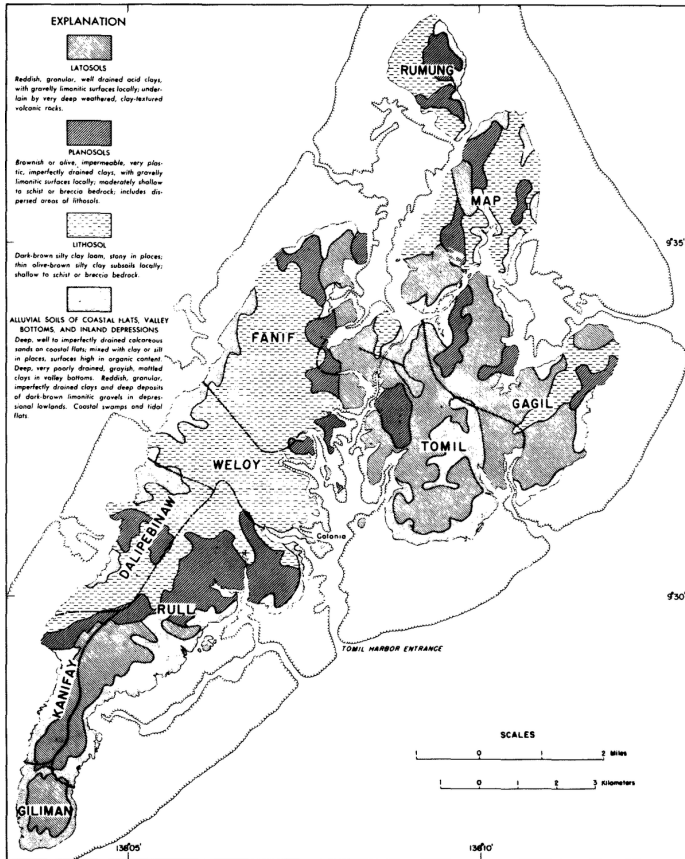 EXPLANATION
LATOSOLS
Reddish, granular, well drained acid clays,
with gravelly limonitic surfaces locally; under-
lain by very deep weathered, clay-textured
volcanic rocks.
PLANOSOLS
Brownish or olive, impermeable, very plas-
tic, imperfectly drained clays, with gravelly
limonitic surfaces locally; moderately shallow
to schist or breccia bedrock; includes dis-
persed areas of lithosols.
LITHOSOL
Dark-brown silty clay loam, stony in places;
thin olive-brown silty clay subsoils locally;
shallow to schist or breccia bedrock.
ALLUVIAL SOILS OF COASTAL FLATS, VALLEY
BOTTOMS, AND INLAND DEPRESSIONS
Deep, well to imperfectly drained calcareous
sands on coastal flats; mixed with clay or silt
in places, surfaces high in organic content.
Deep, very poorly drained, grayish, mottled
clays in valley bottoms. Reddish, granular,
imperfectly drained clays and deep deposits
of dark-brown limonitic gravels in depres-
sional lowlands. Coastal swamps and tidal
flats
RUMUNG
MAP
9°35'
FANIF
GAGIL
TOMIL
WELOY
DALIPEBINAW
Colonia
9°30'
RULL
TOMIL HARBOR ENTRANCE
KANIFAY
SCALES
1 0 1 2 Miles
1 0 1 2 3 Kilometers
GILIMAN
138°05'
138°10'